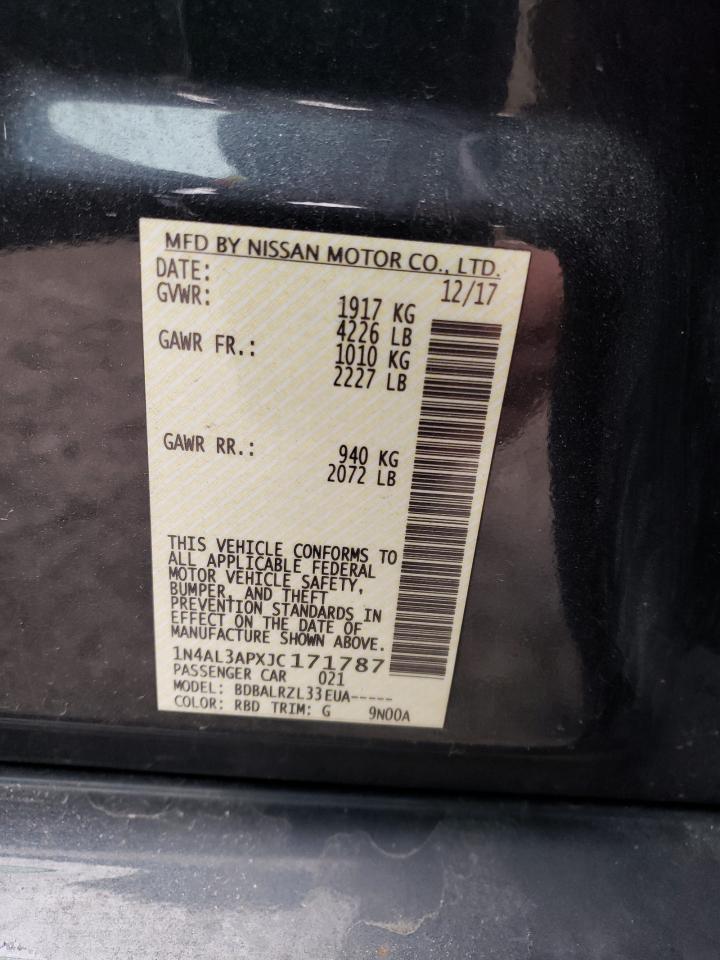 MFD BY NISSAN MOTOR CO., LTD.
DATE: 12/17
GVWR: 1917 KG
4226 LB
GAWR FR.: 1010 KG
2227 LB
GAWR RR.: 940 KG
2072 LB
THIS VEHICLE CONFORMS TO
ALL APPLICABLE FEDERAL
MOTOR VEHICLE SAFETY,
BUMPER, AND THEFT
PREVENTION STANDARDS IN
EFFECT ON THE DATE OF
MANUFACTURE SHOWN ABOVE.
1N4AL3APXJC171787
PASSENGER CAR 021
MODEL: BDBALRZL33EUA-----
COLOR: RBD TRIM: G 9N00A